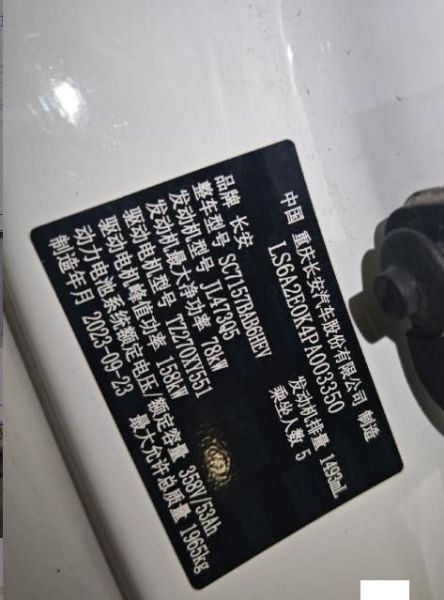 中国 重庆长安汽车股份有限公司 制造
LS6A2E0K4PA003350
品牌 长安
整车型号 SC7157BAB6HEV 发动机排量 1493mL
发动机型号 JL473Q5 乘坐人数 5
发动机最大净功率 78kW
驱动电机型号 TZ270XY551
驱动电机峰值功率 158kW
动力电池系统额定电压/额定容量 358V/53Ah
制造年月 2023-09-23 最大允许总质量 1965kg